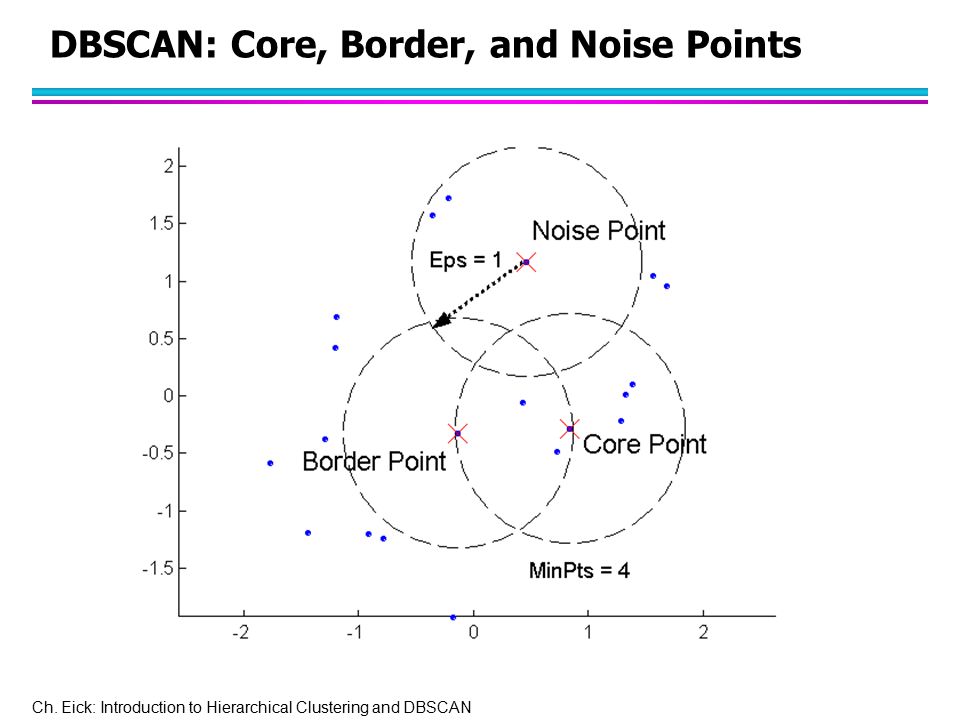 DBSCAN: Core, Border, and Noise Points
2
1.5
1
0.5
0
-0.5
-1
-1.5
Noise Point
Eps = 1
Border Point
Core Point
MinPts = 4
-2 -1 0 1 2
Ch. Eick: Introduction to Hierarchical Clustering and DBSCAN